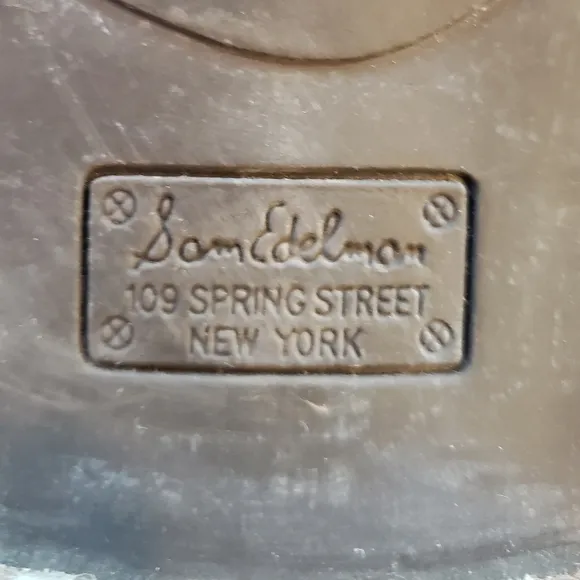 Sam Edelman
109 SPRING STREET
NEW YORK